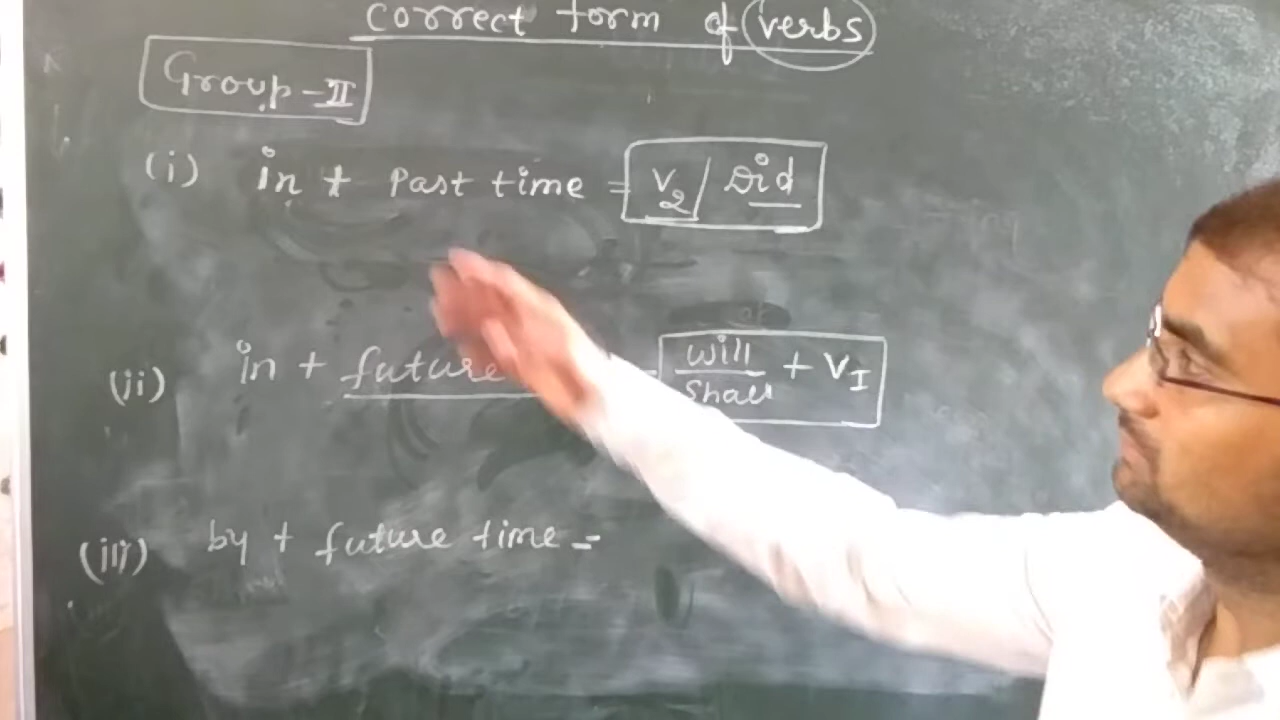 correct form of verbs
Group-II
(i) in + Past time = V2 / Did
(ii) in + future = will / Shall + VI
(iii) by + future time =